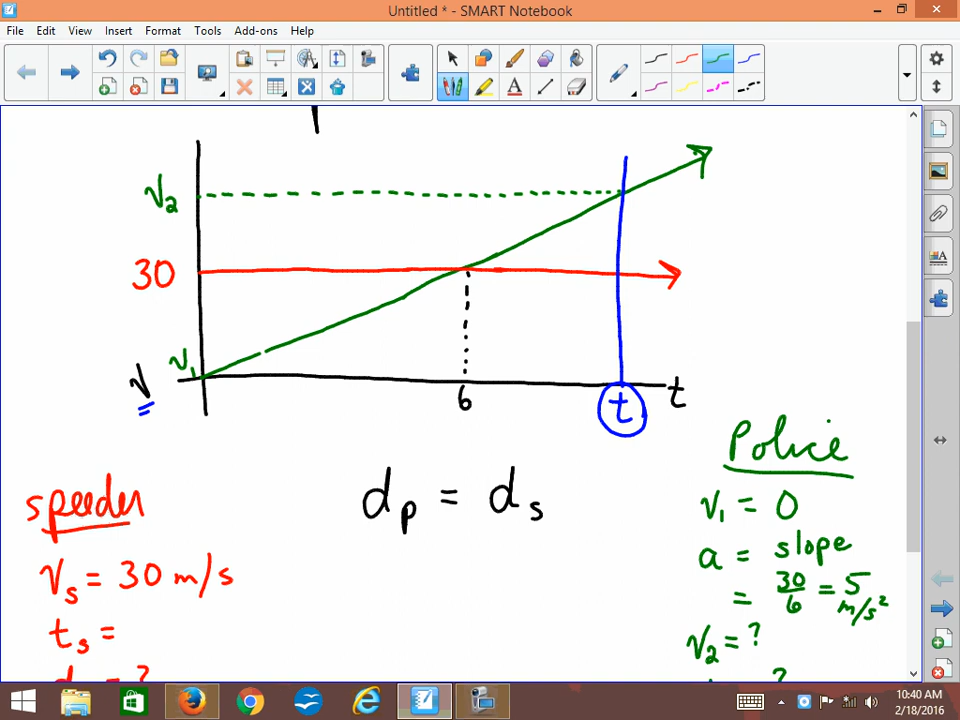 Untitled * - SMART Notebook
File Edit View Insert Format Tools Add-ons Help
v₂
30
v₁
v
6
t
t
Police
speeder
dₚ = dₛ
v₁ = 0
a = slope
vₛ = 30 m/s
= 30/6 = 5 m/s²
tₛ =
v₂ = ?
= ?
?
10:40 AM
2/18/2016